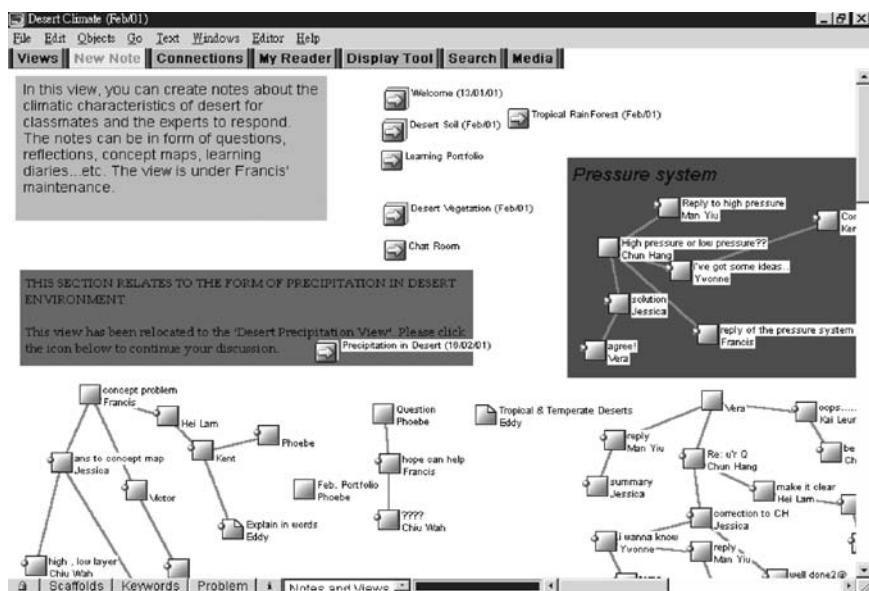 Desert Climate (Feb/01)
File Edit Objects Go Text Windows Editor Help
Views New Note Connections My Reader Display Tool Search Media
In this view, you can create notes about the
climatic characteristics of desert for
classmates and the experts to respond.
The notes can be in form of questions,
reflections, concept maps, learning
diaries...etc. The view is under Francis'
maintenance.
Welcome (13/01/01)
Desert Soil (Feb/01)
Tropical RainForest (Feb/01)
Learning Portfolio
Desert Vegetation (Feb/01)
Chat Room
Pressure system
Reply to high pressure
Man Yiu
Con
Ken
High pressure or low pressure??
Chun Hang
I've got some ideas..
Yvonne
solution
Jessica
reply of the pressure system
Francis
agree!
Vera
THIS SECTION RELATES TO THE FORM OF PRECIPITATION IN DESERT
ENVIRONMENT
This view has been relocated to the 'Desert Precipitation View'. Please click
the icon below to continue your discussion.
Precipitation in Desert (16/02/01)
concept problem
Francis
Hei Lam
Kent
Phoebe
ans to concept map
Jessica
Victor
Explain in words
Eddy
high , low layer
Chiu Wah
Question
Phoebe
hope can help
Francis
Feb. Portfolio
Phoebe
????
Chiu Wah
Tropical & Temperate Deserts
Eddy
Vera
oops.....
Kai Leun
reply
Man Yiu
Re: u'r Q
Chun Hang
be
Ch
summary
Jessica
make it clear
Hei Lam
correction to CH
Jessica
i wanna know
Yvonne
reply
Man Yiu
well done2@
Scaffolds Keywords Problem Notes and Views